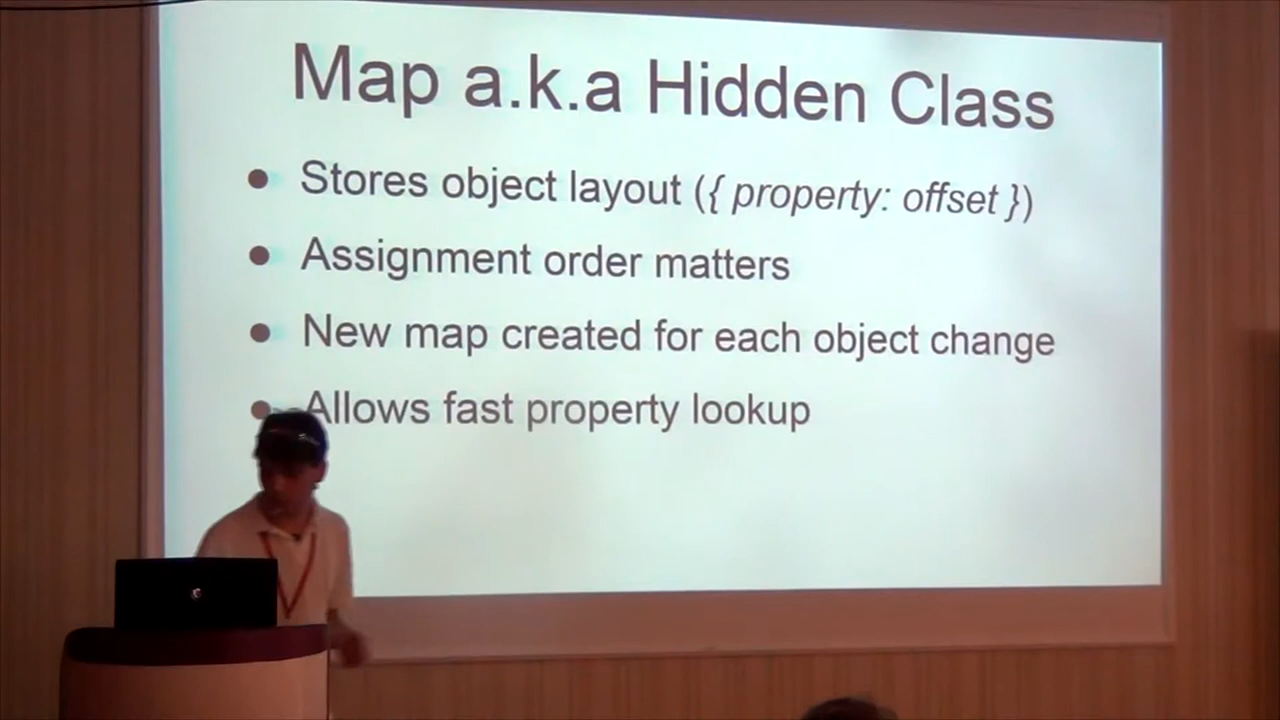 Map a.k.a Hidden Class
● Stores object layout ({ property: offset })
● Assignment order matters
● New map created for each object change
● Allows fast property lookup